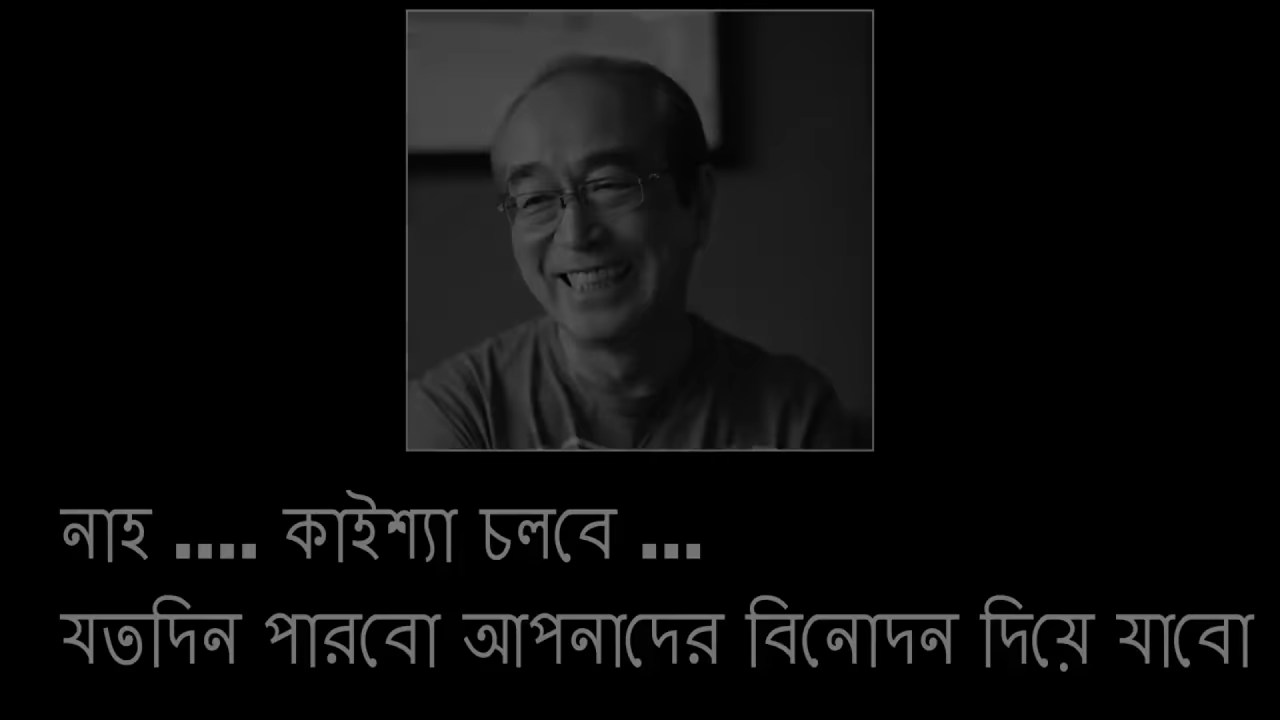 নাহ .... কাইশ্যা চলবে ...
যতদিন পারবো আপনাদের বিনোদন দিয়ে যাবো